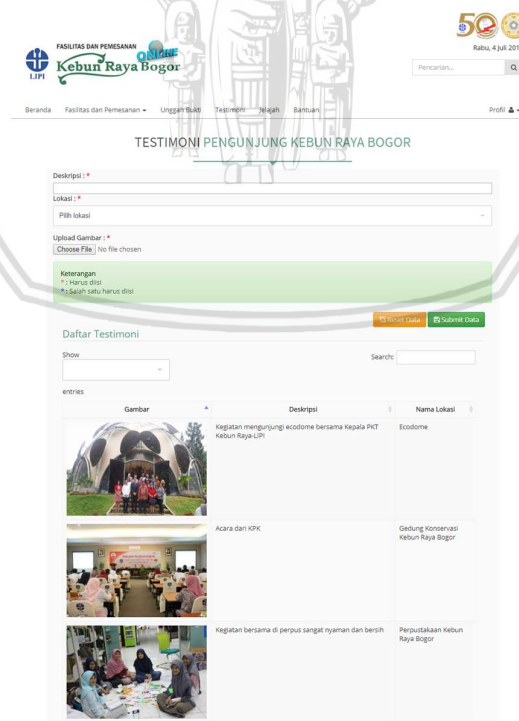 FASILITAS DAN PEMESANAN
ONLINE
Kebun Raya Bogor
LIPI
50
Rabu, 4 Juli 201
Pencarian...
Beranda Fasilitas dan Pemesanan Unggah Bukti Testimoni Jelajah Bantuan Profil
TESTIMONI PENGUNJUNG KEBUN RAYA BOGOR
Deskripsi : *
Lokasi : *
Pilih lokasi
Upload Gambar : *
Choose File No file chosen
Keterangan
* : Harus diisi
* : Salah satu harus diisi
Reset Data Submit Data
Daftar Testimoni
Show
Search:
entries
Gambar Deskripsi Nama Lokasi
Kegiatan mengunjungi ecodome bersama Kepala PKT Ecodome
Kebun Raya-LIPI
Acara dari KPK Gedung Konservasi
Kebun Raya Bogor
Kegiatan bersama di perpus sangat nyaman dan bersih Perpustakaan Kebun
Raya Bogor